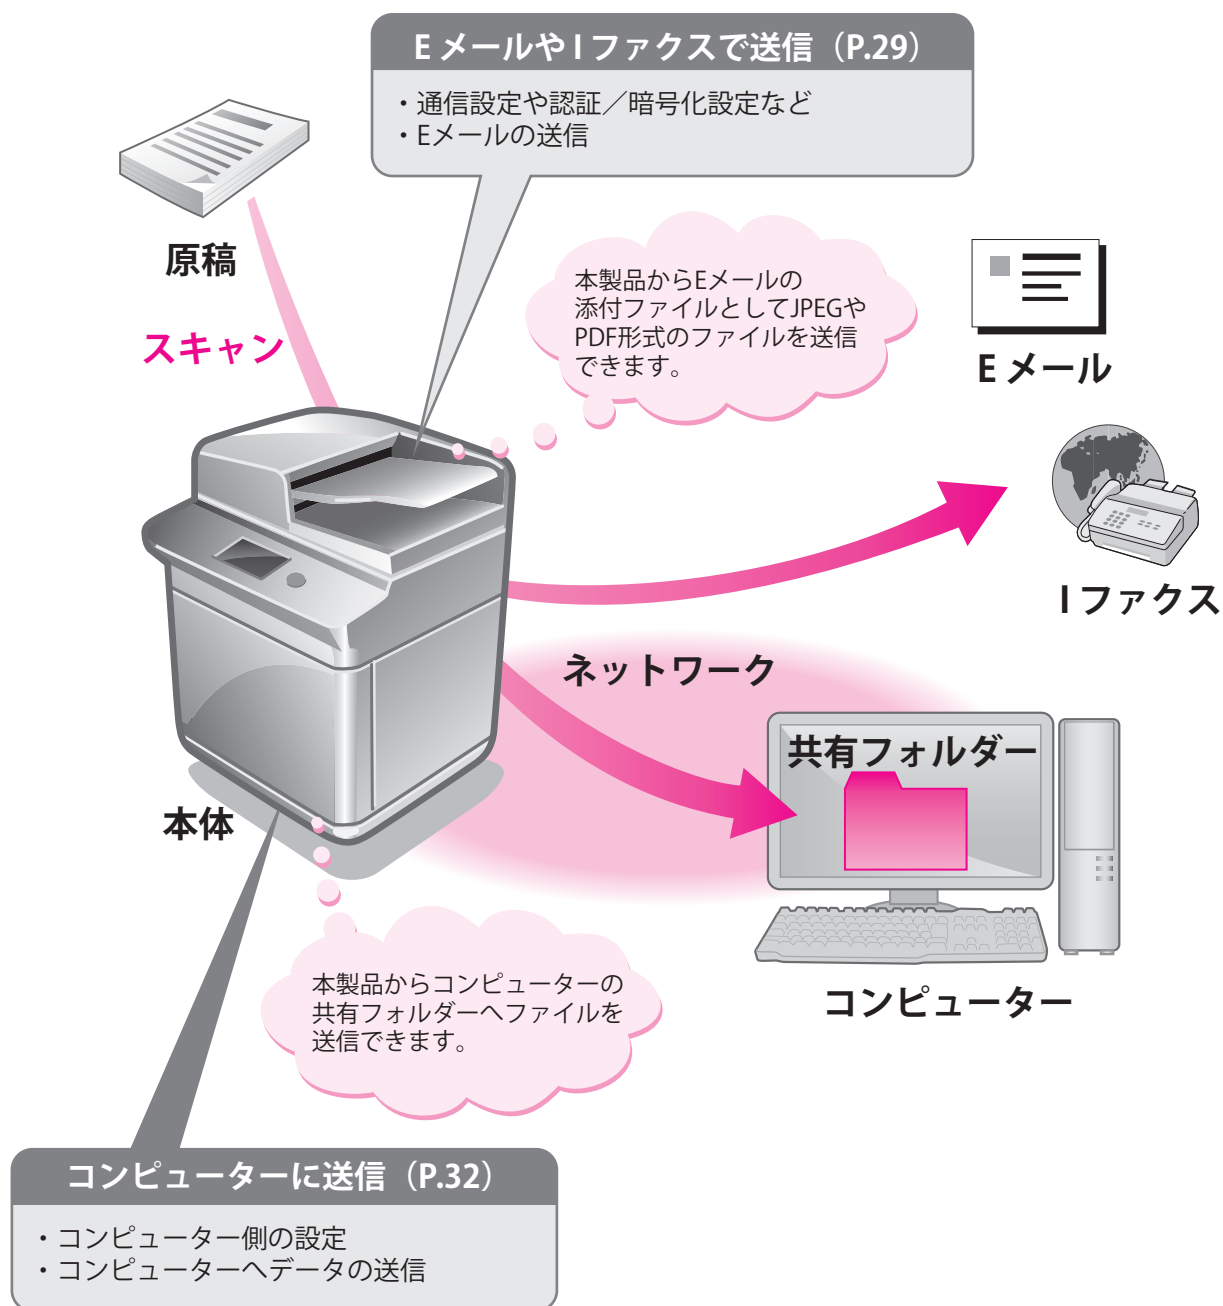 E メールや I ファクスで送信（P.29）
・通信設定や認証／暗号化設定など
・Eメールの送信
原稿
スキャン
本製品からEメールの
添付ファイルとしてJPEGや
PDF形式のファイルを送信
できます。
E メール
I ファクス
ネットワーク
共有フォルダー
本体
コンピューター
本製品からコンピューターの
共有フォルダーへファイルを
送信できます。
コンピューターに送信（P.32）
・コンピューター側の設定
・コンピューターへデータの送信